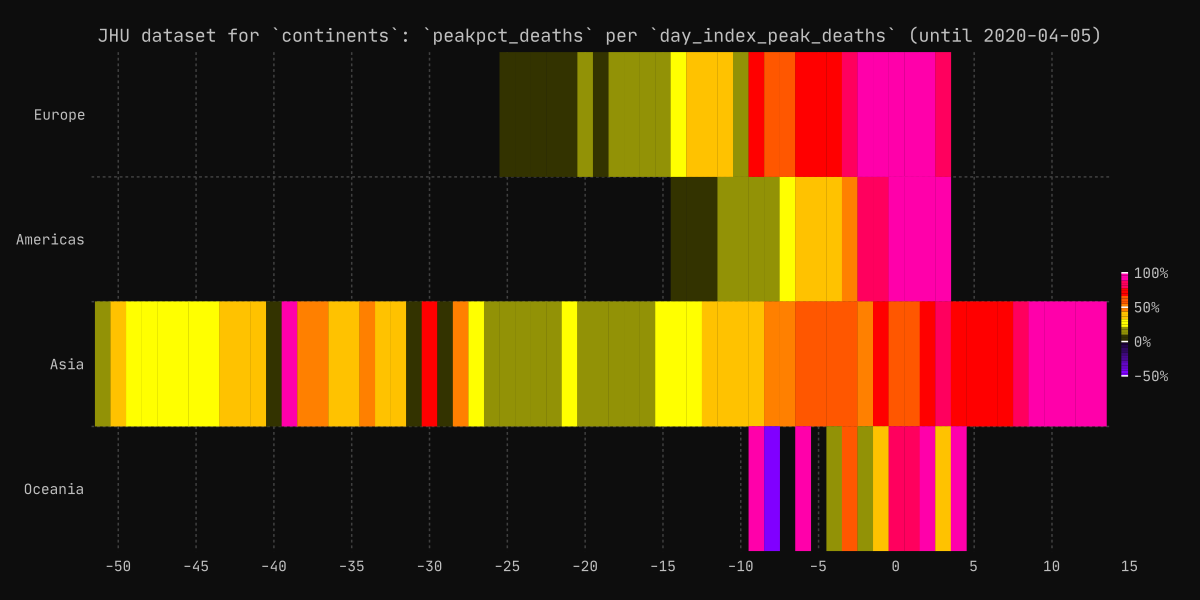 JHU dataset for `continents`: `peakpct_deaths` per `day_index_peak_deaths` (until 2020-04-05)
Europe
Americas
Asia
Oceania
100%
50%
0%
-50%
-50 -45 -40 -35 -30 -25 -20 -15 -10 -5 0 5 10 15